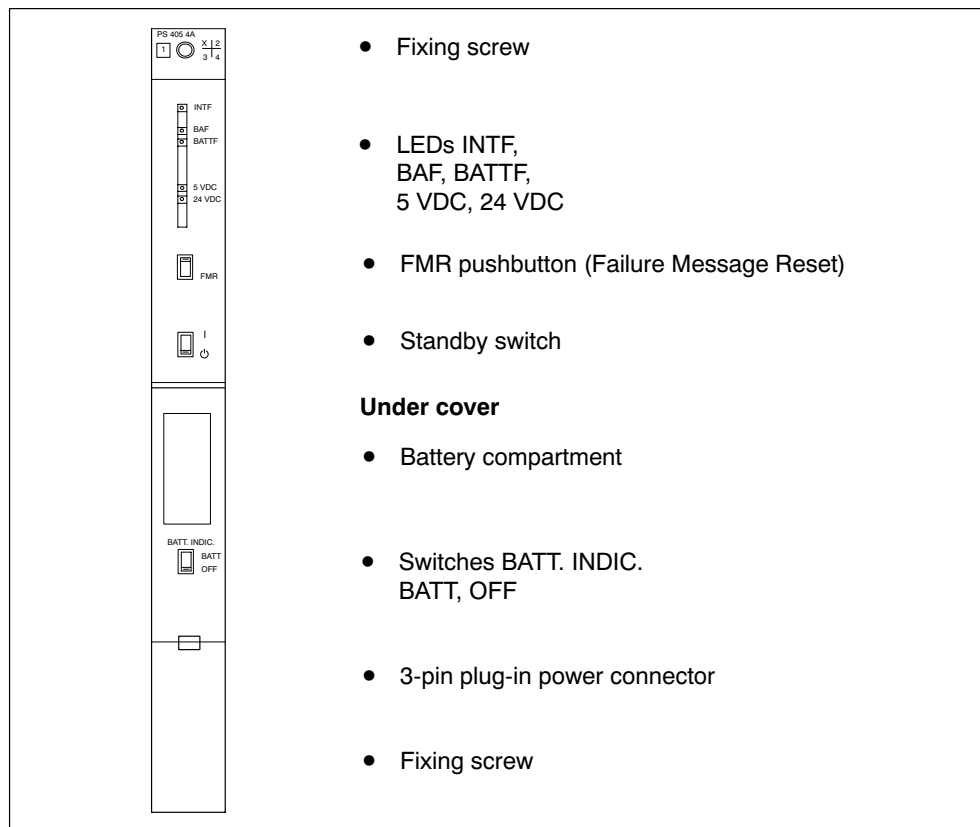 PS 405 4A
1
X 2
3 4
INTF
BAF
BATTF
5 VDC
24 VDC
FMR
I
BATT. INDIC.
BATT
OFF
• Fixing screw
• LEDs INTF,
BAF, BATTF,
5 VDC, 24 VDC
• FMR pushbutton (Failure Message Reset)
• Standby switch
Under cover
• Battery compartment
• Switches BATT. INDIC.
BATT, OFF
• 3-pin plug-in power connector
• Fixing screw